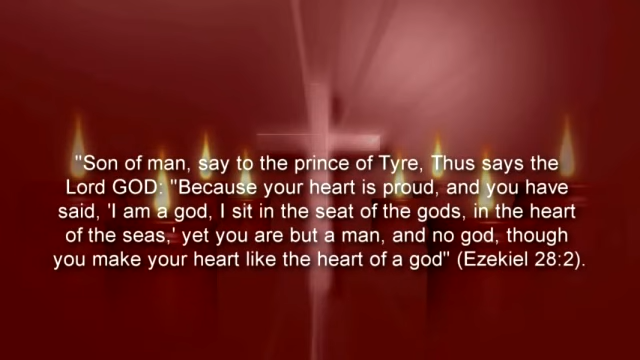 "Son of man, say to the prince of Tyre, Thus says the
Lord GOD: "Because your heart is proud, and you have
said, 'I am a god, I sit in the seat of the gods, in the heart
of the seas,' yet you are but a man, and no god, though
you make your heart like the heart of a god" (Ezekiel 28:2).